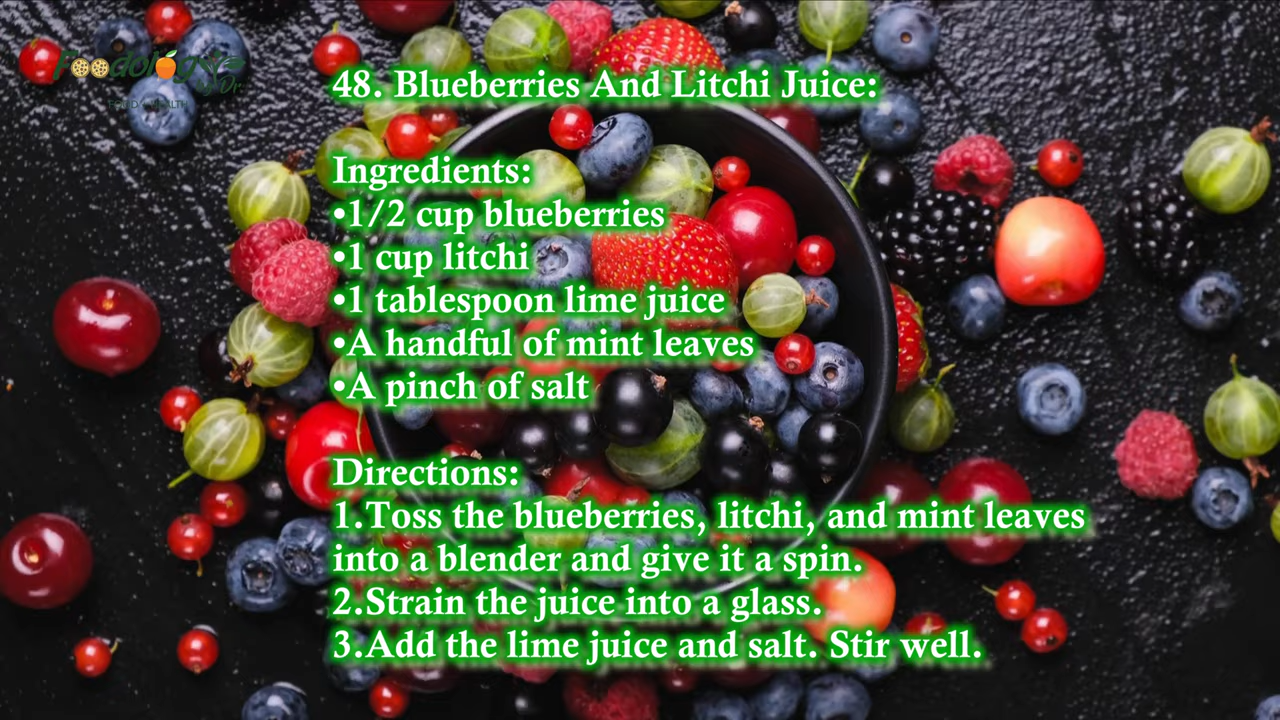 Foodologia
48. Blueberries And Litchi Juice:
Ingredients:
•1/2 cup blueberries
•1 cup litchi
•1 tablespoon lime juice
•A handful of mint leaves
•A pinch of salt
Directions:
1.Toss the blueberries, litchi, and mint leaves
into a blender and give it a spin.
2.Strain the juice into a glass.
3.Add the lime juice and salt. Stir well.